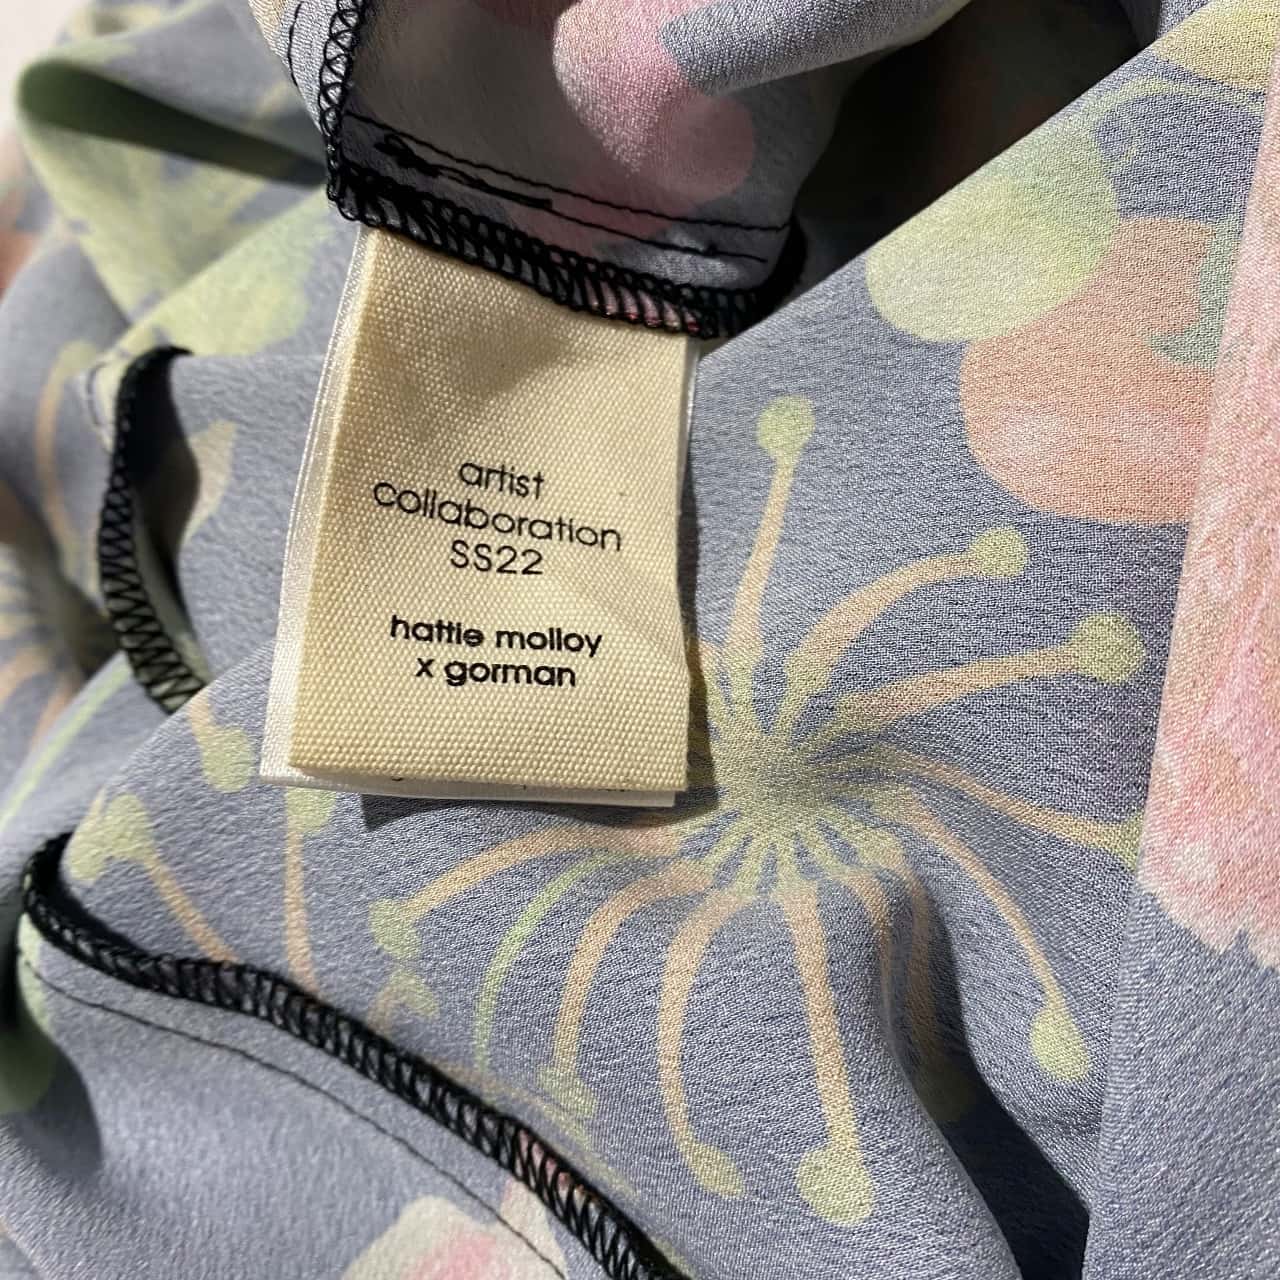 artist
collaboration
SS22
hattie molloy
x gorman